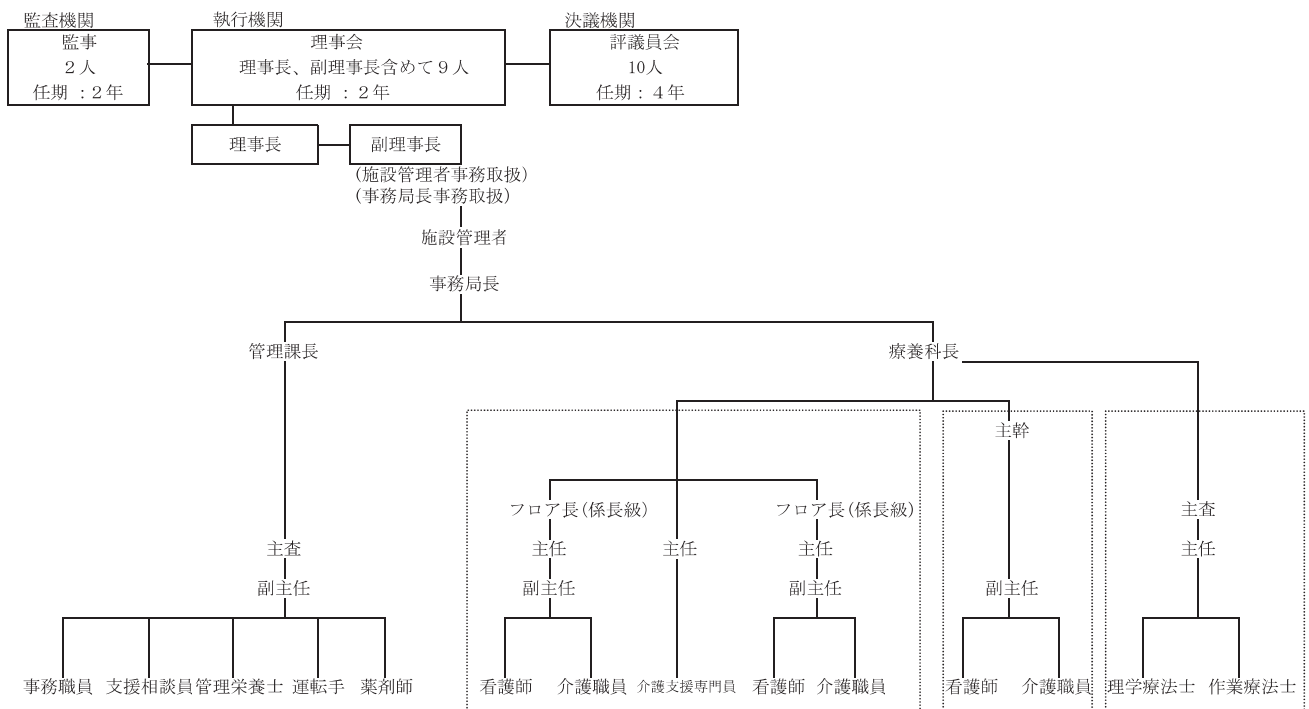 監査機関
執行機関
決議機関
監事
２人
任期 ：２年
理事会
理事長、副理事長含めて９人
任期 ：２年
評議員会
10人
任期：４年
理事長
副理事長
(施設管理者事務取扱)
(事務局長事務取扱)
施設管理者
事務局長
管理課長
療養科長
主幹
フロア長(係長級)
フロア長(係長級)
主査
主査
主任
主任
主任
主任
副主任
副主任
副主任
副主任
事務職員
支援相談員
管理栄養士
運転手
薬剤師
看護師
介護職員
介護支援専門員
看護師
介護職員
看護師
介護職員
理学療法士
作業療法士